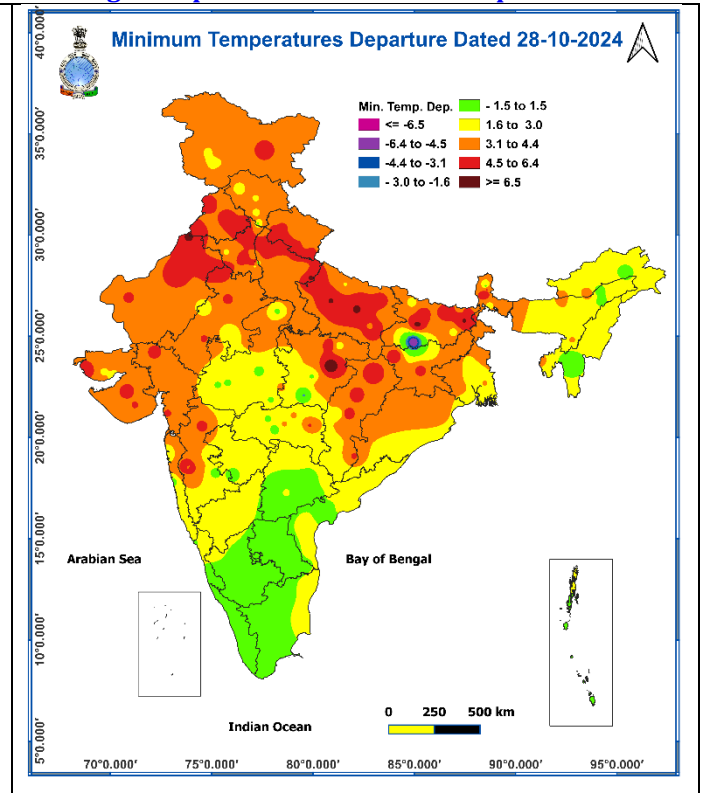 Minimum Temperatures Departure Dated 28-10-2024
Min. Temp. Dep.
<= -6.5
-6.4 to -4.5
-4.4 to -3.1
- 3.0 to -1.6
- 1.5 to 1.5
1.6 to 3.0
3.1 to 4.4
4.5 to 6.4
>= 6.5
40°0.000'
35°0.000'
30°0.000'
25°0.000'
20°0.000'
15°0.000'
10°0.000'
5°0.000'
Arabian Sea
Bay of Bengal
Indian Ocean
0 250 500 km
70°0.000' 75°0.000' 80°0.000' 85°0.000' 90°0.000' 95°0.000'